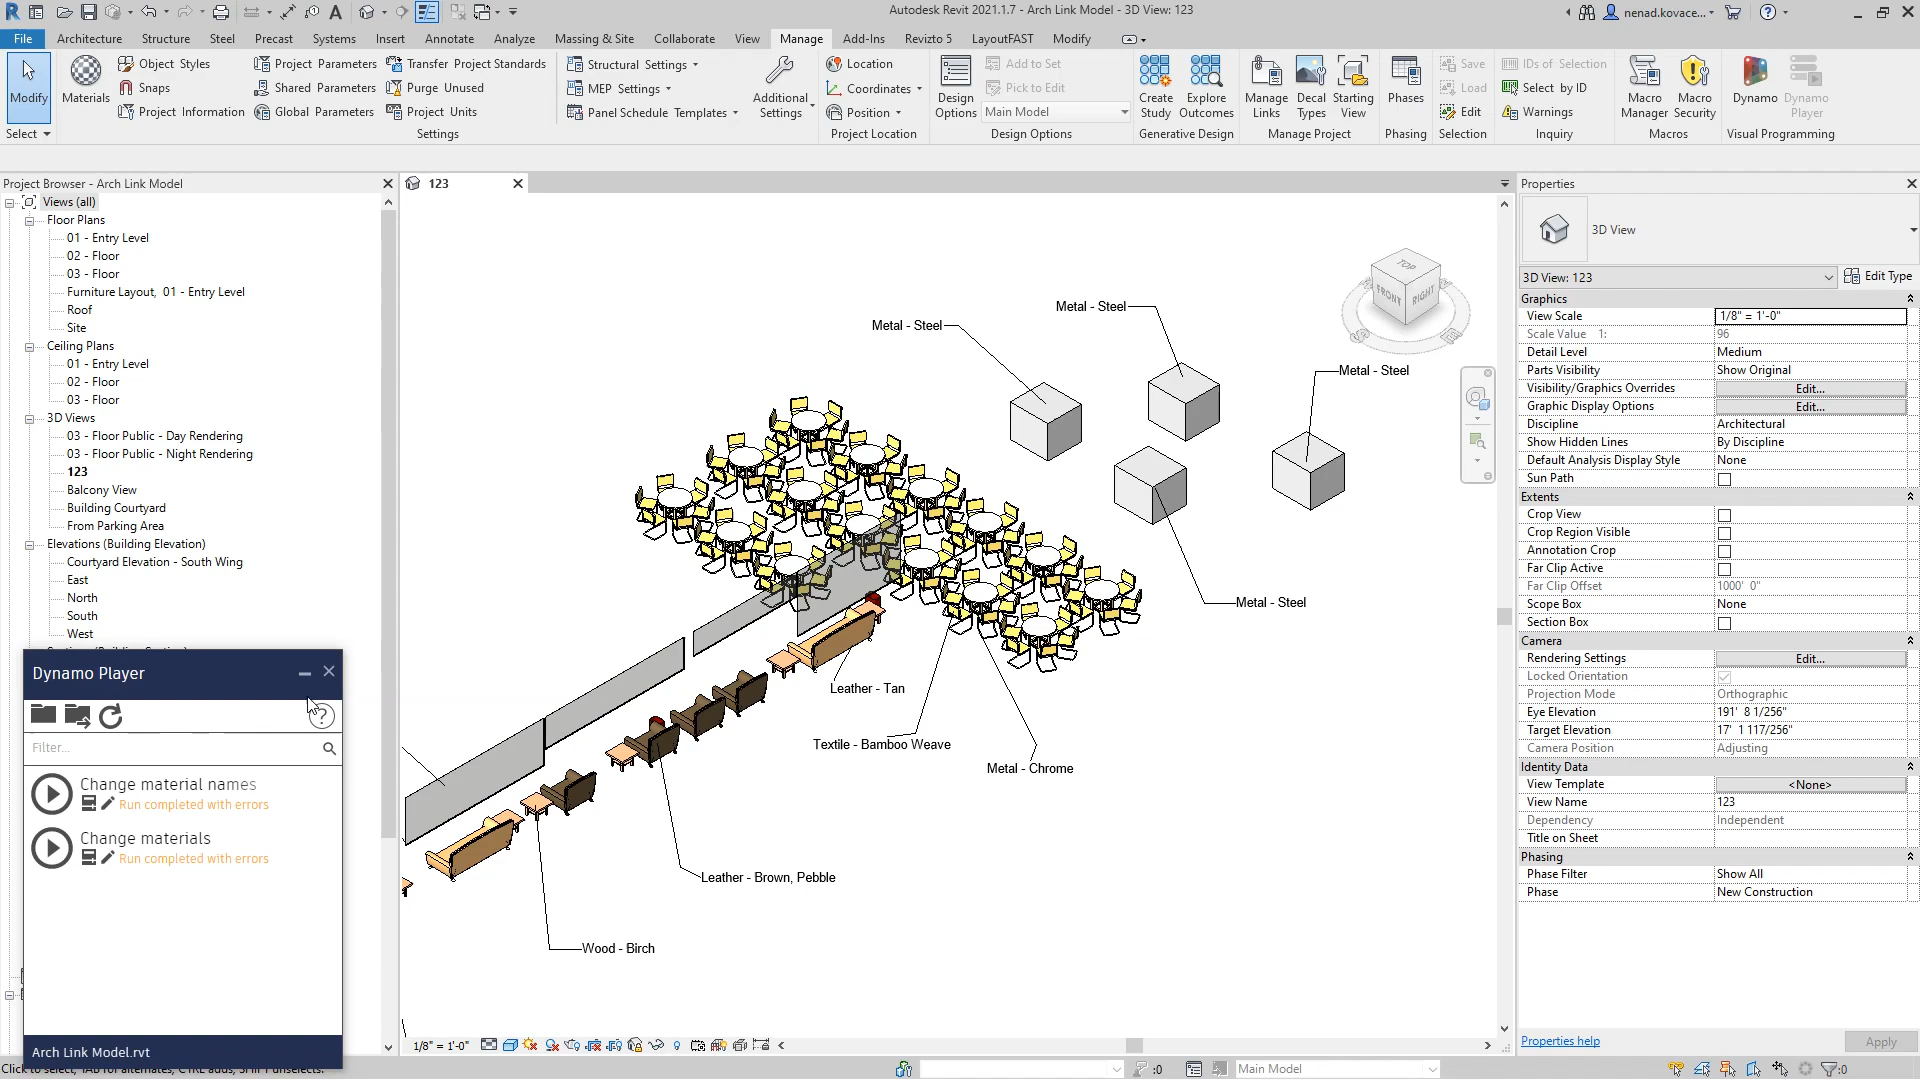 Autodesk Revit 2021.1.7 - Arch Link Model - 3D View: 123
nenad.kovace...
File Architecture Structure Steel Precast Systems Insert Annotate Analyze Massing & Site Collaborate View Manage Add-Ins Revizto 5 LayoutFAST Modify
Modify
Select
Materials
Object Styles
Snaps
Project Information
Project Parameters
Shared Parameters
Global Parameters
Transfer Project Standards
Purge Unused
Project Units
Settings
Structural Settings
MEP Settings
Panel Schedule Templates
Additional Settings
Location
Coordinates
Position
Project Location
Design Options
Add to Set
Pick to Edit
Main Model
Design Options
Create Study
Explore Outcomes
Generative Design
Manage Links
Decal Types
Starting View
Manage Project
Phases
Phasing
Save
Load
Edit
Selection
IDs of Selection
Select by ID
Warnings
Inquiry
Macro Manager
Macro Security
Macros
Dynamo
Dynamo Player
Visual Programming
Project Browser - Arch Link Model
Views (all)
Floor Plans
01 - Entry Level
02 - Floor
03 - Floor
Furniture Layout, 01 - Entry Level
Roof
Site
Ceiling Plans
01 - Entry Level
02 - Floor
03 - Floor
3D Views
03 - Floor Public - Day Rendering
03 - Floor Public - Night Rendering
123
Balcony View
Building Courtyard
From Parking Area
Elevations (Building Elevation)
Courtyard Elevation - South Wing
East
North
South
West
Dynamo Player
Filter...
Change material names
Run completed with errors
Change materials
Run completed with errors
Arch Link Model.rvt
123
TOP
FRONT
RIGHT
Metal - Steel
Metal - Steel
Metal - Steel
Metal - Steel
Leather - Tan
Textile - Bamboo Weave
Metal - Chrome
Leather - Brown, Pebble
Wood - Birch
1/8" = 1'-0"
Properties
3D View
3D View: 123
Edit Type
Graphics
View Scale 1/8" = 1'-0"
Scale Value 1: 96
Detail Level Medium
Parts Visibility Show Original
Visibility/Graphics Overrides Edit...
Graphic Display Options Edit...
Discipline Architectural
Show Hidden Lines By Discipline
Default Analysis Display Style None
Sun Path
Extents
Crop View
Crop Region Visible
Annotation Crop
Far Clip Active
Far Clip Offset 1000' 0"
Scope Box None
Section Box
Camera
Rendering Settings Edit...
Locked Orientation
Projection Mode Orthographic
Eye Elevation 191' 8 1/256"
Target Elevation 17' 1 117/256"
Camera Position Adjusting
Identity Data
View Template <None>
View Name 123
Dependency Independent
Title on Sheet
Phasing
Phase Filter Show All
Phase New Construction
Properties help
Apply
:0
Main Model
:0